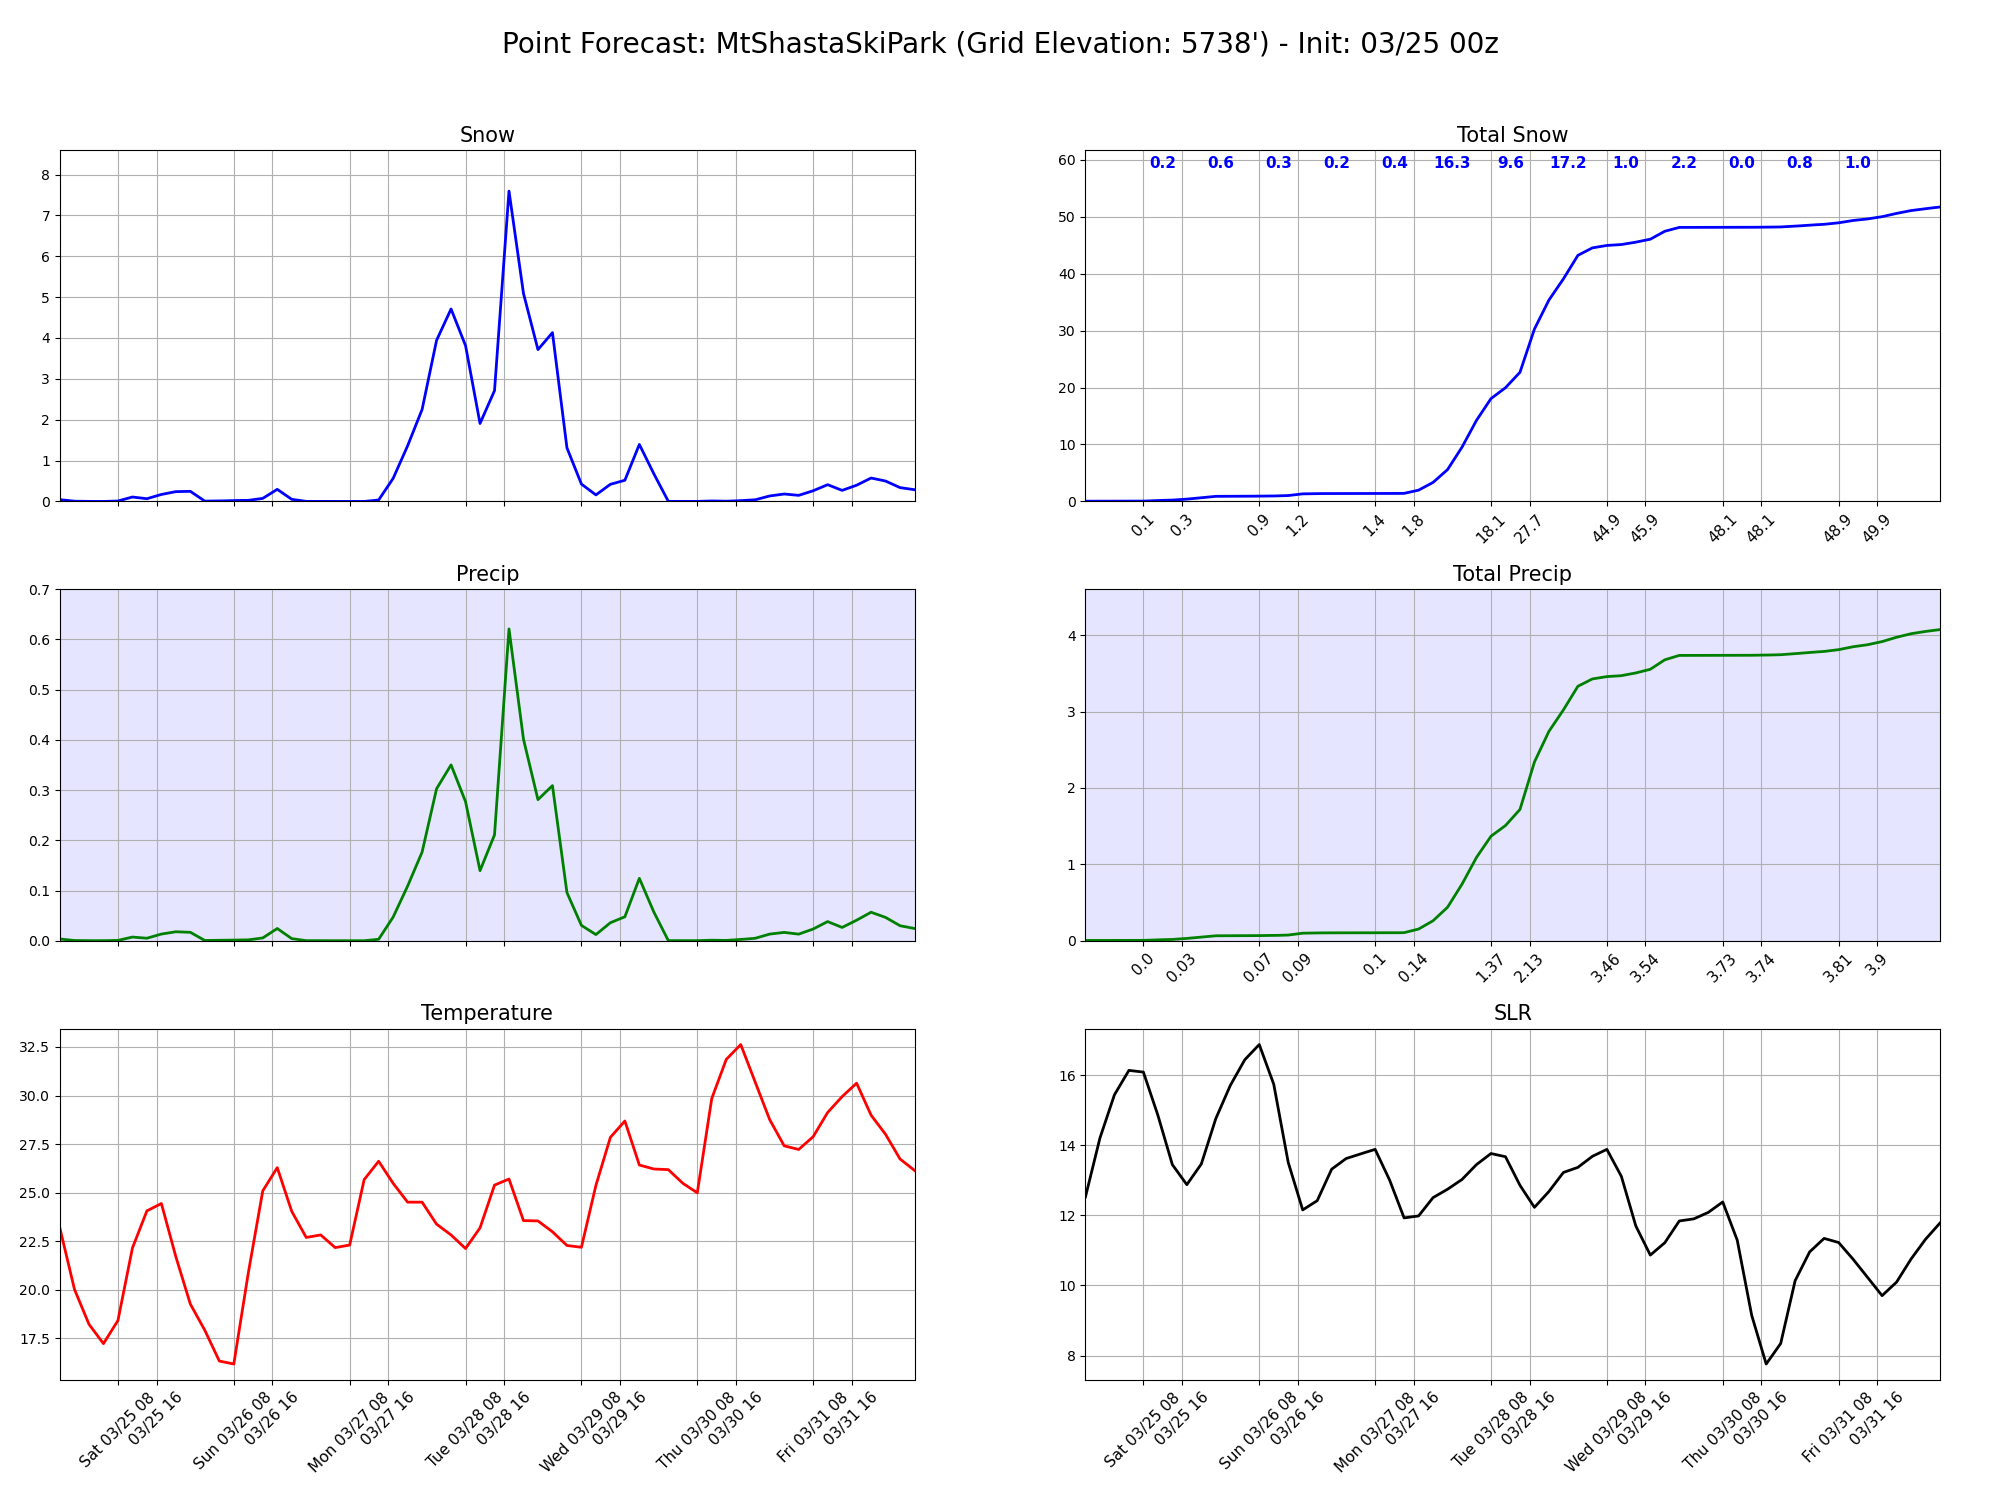 Point Forecast: MtShastaSkiPark (Grid Elevation: 5738') - Init: 03/25 00z
Snow
8
7
6
5
4
3
2
1
0
Total Snow
0.2 0.6 0.3 0.2 0.4 16.3 9.6 17.2 1.0 2.2 0.0 0.8 1.0
60
50
40
30
20
10
0
0.1 0.3 0.9 1.2 1.4 1.8 18.1 27.7 44.9 45.9 48.1 48.1 48.9 49.9
Precip
0.7
0.6
0.5
0.4
0.3
0.2
0.1
0.0
Total Precip
4
3
2
1
0
0.0 0.03 0.07 0.09 0.1 0.14 1.37 2.13 3.46 3.54 3.73 3.74 3.81 3.9
Temperature
32.5
30.0
27.5
25.0
22.5
20.0
17.5
Sat 03/25 08
03/25 16
Sun 03/26 08
03/26 16
Mon 03/27 08
03/27 16
Tue 03/28 08
03/28 16
Wed 03/29 08
03/29 16
Thu 03/30 08
03/30 16
Fri 03/31 08
03/31 16
SLR
16
14
12
10
8
Sat 03/25 08
03/25 16
Sun 03/26 08
03/26 16
Mon 03/27 08
03/27 16
Tue 03/28 08
03/28 16
Wed 03/29 08
03/29 16
Thu 03/30 08
03/30 16
Fri 03/31 08
03/31 16